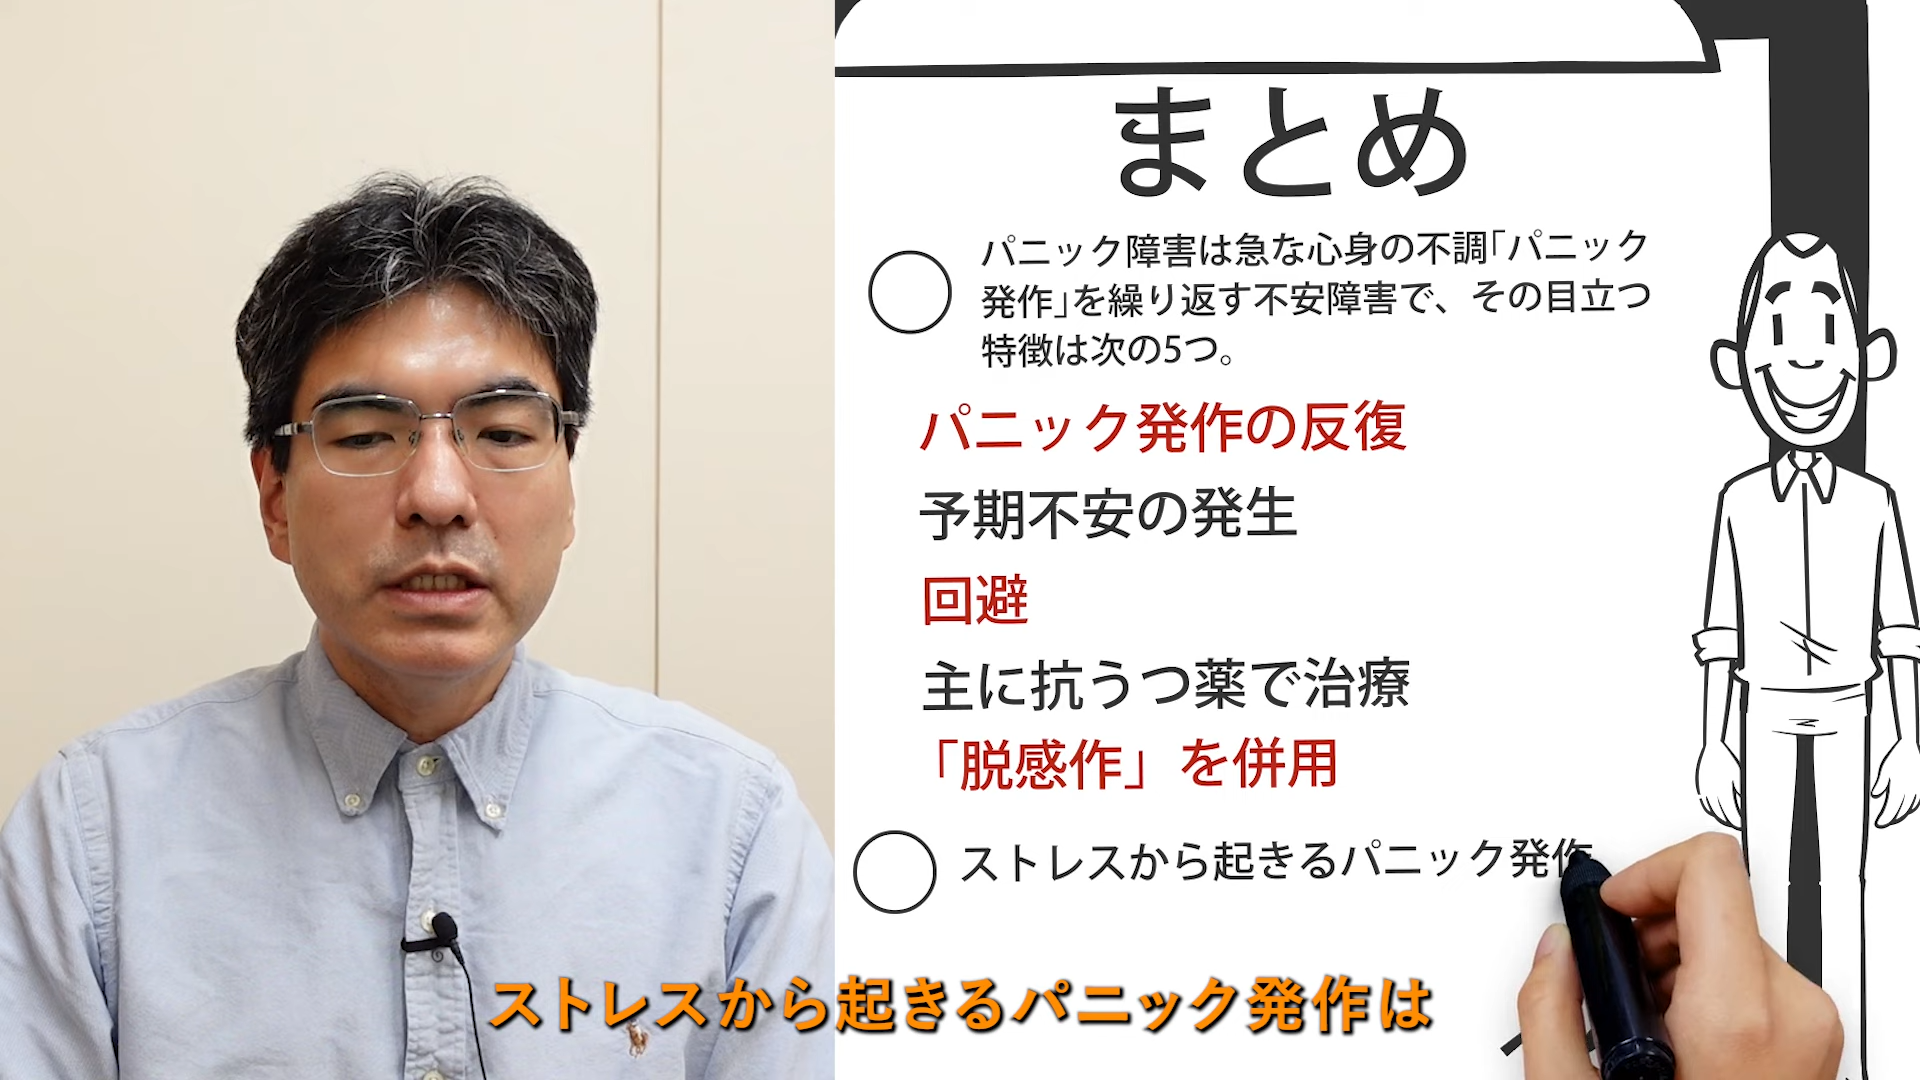 まとめ
パニック障害は急な心身の不調「パニック
発作」を繰り返す不安障害で、その目立つ
特徴は次の5つ。
パニック発作の反復
予期不安の発生
回避
主に抗うつ薬で治療
「脱感作」を併用
ストレスから起きるパニック発作
ストレスから起きるパニック発作は